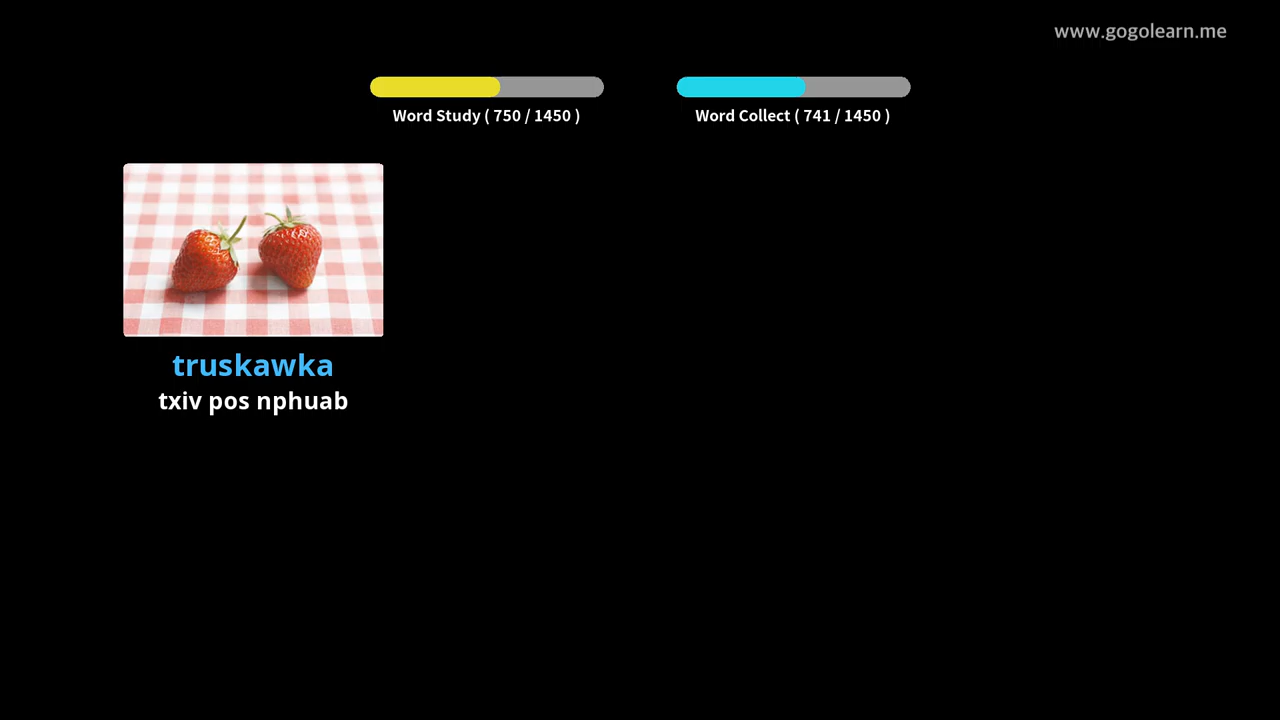 www.gogolearn.me
Word Study ( 750 / 1450 )
Word Collect ( 741 / 1450 )
truskawka
txiv pos nphuab